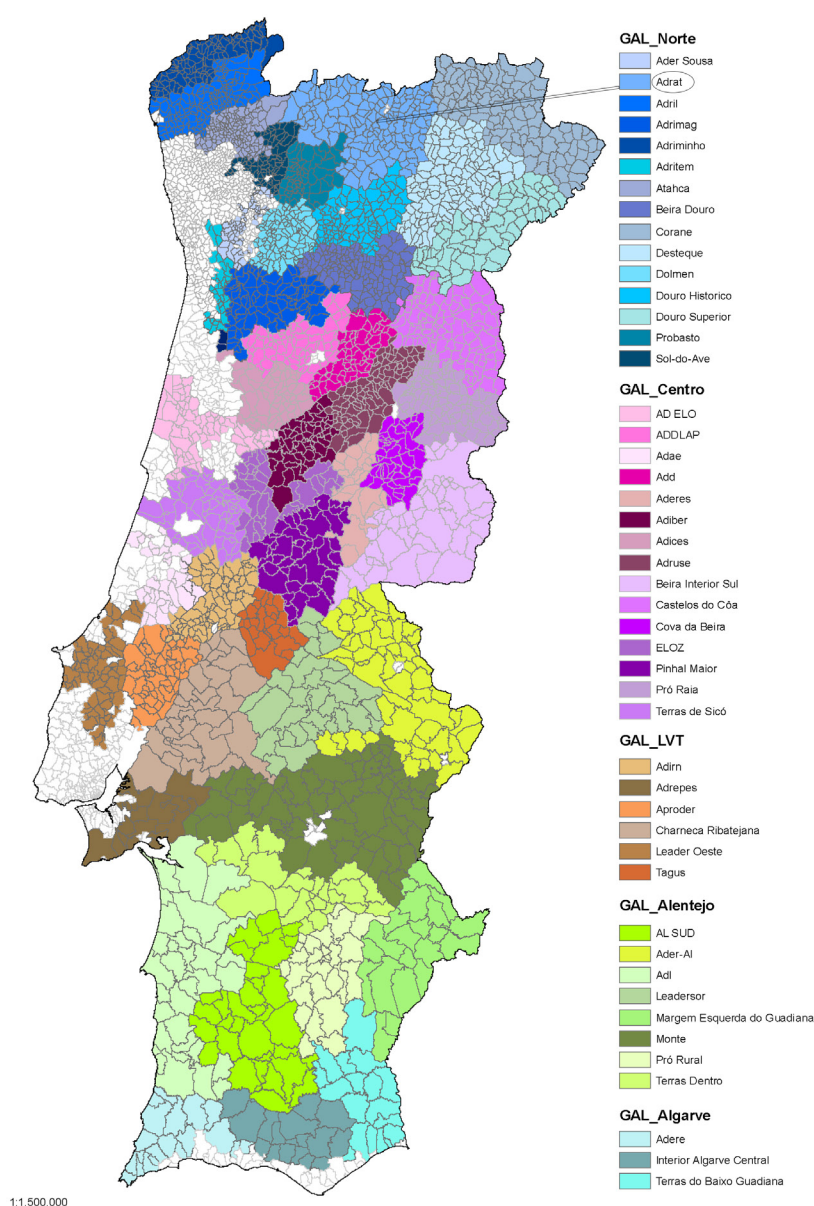 GAL_Norte
Ader Sousa
Adrat
Adril
Adrimag
Adriminho
Adritem
Atahca
Beira Douro
Corane
Desteque
Dolmen
Douro Historico
Douro Superior
Probasto
Sol-do-Ave
GAL_Centro
AD ELO
ADDLAP
Adae
Add
Aderes
Adiber
Adices
Adruse
Beira Interior Sul
Castelos do Côa
Cova da Beira
ELOZ
Pinhal Maior
Pró Raia
Terras de Sicó
GAL_LVT
Adirn
Adrepes
Aproder
Charneca Ribatejana
Leader Oeste
Tagus
GAL_Alentejo
AL SUD
Ader-Al
Adl
Leadersor
Margem Esquerda do Guadiana
Monte
Pró Rural
Terras Dentro
GAL_Algarve
Adere
Interior Algarve Central
Terras do Baixo Guadiana
1:1.500.000